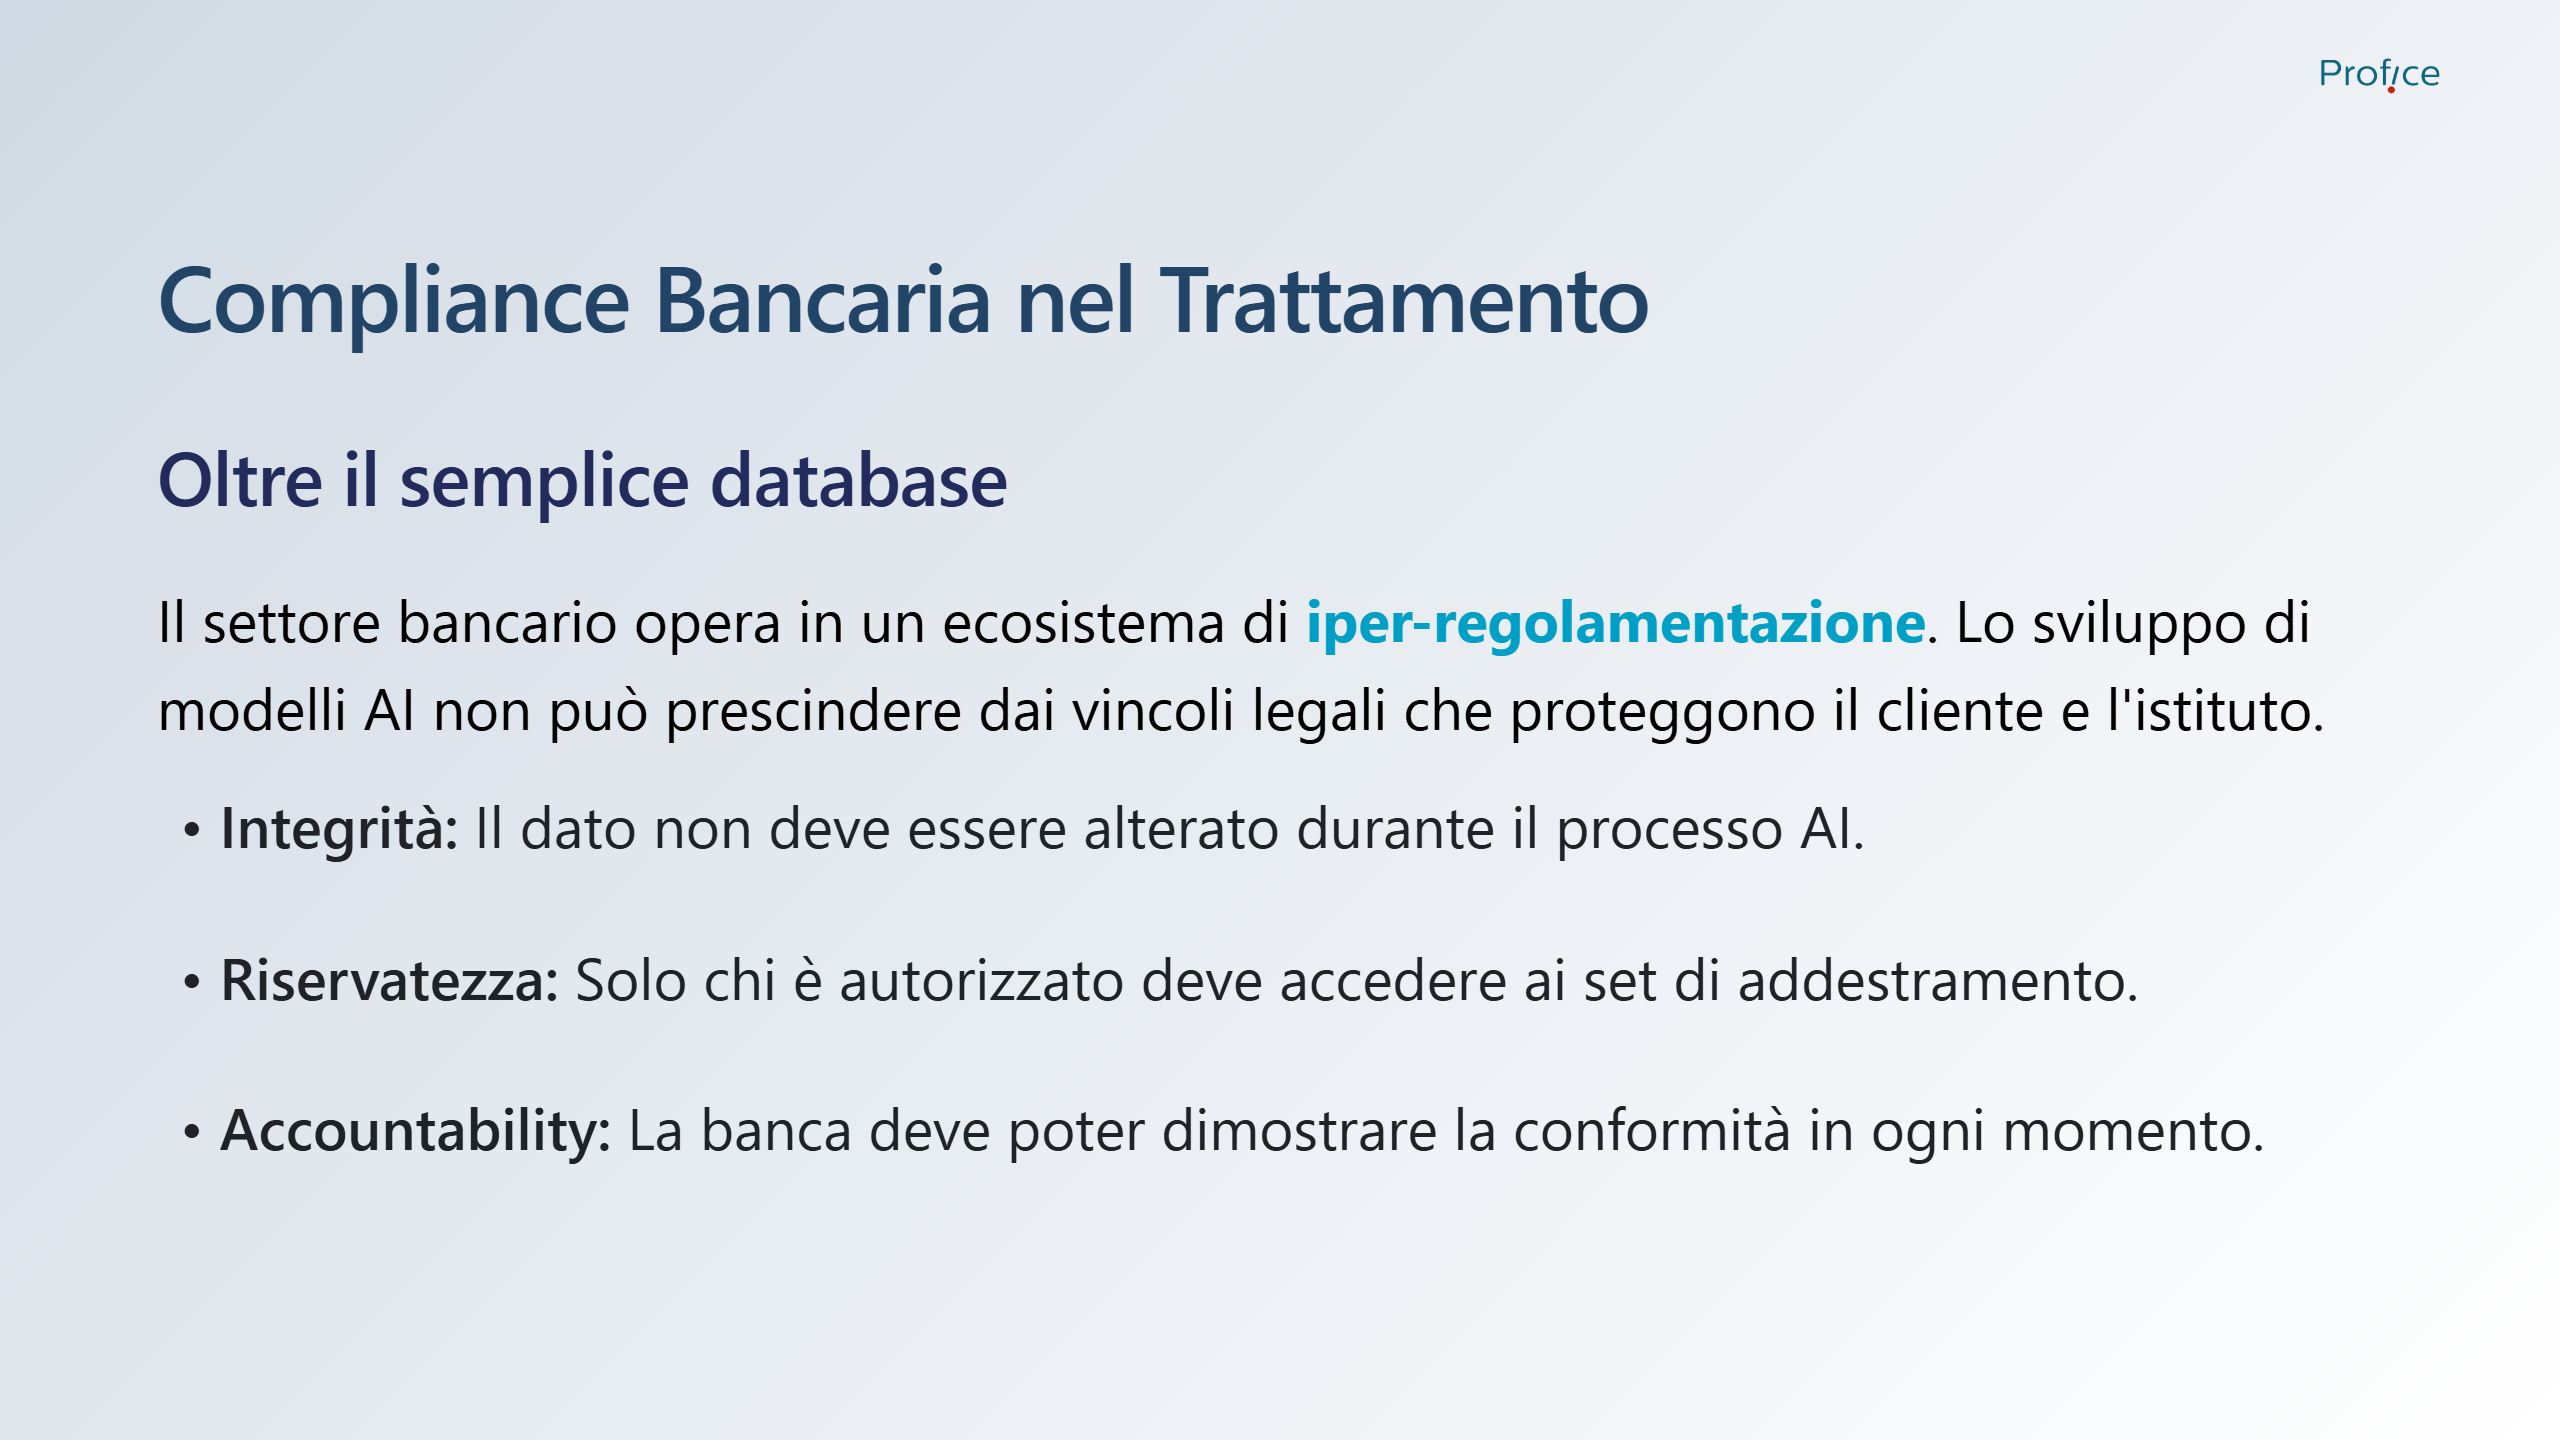 Profice
Compliance Bancaria nel Trattamento
Oltre il semplice database
Il settore bancario opera in un ecosistema di iper-regolamentazione. Lo sviluppo di
modelli AI non può prescindere dai vincoli legali che proteggono il cliente e l'istituto.
• Integrità: Il dato non deve essere alterato durante il processo AI.
• Riservatezza: Solo chi è autorizzato deve accedere ai set di addestramento.
• Accountability: La banca deve poter dimostrare la conformità in ogni momento.